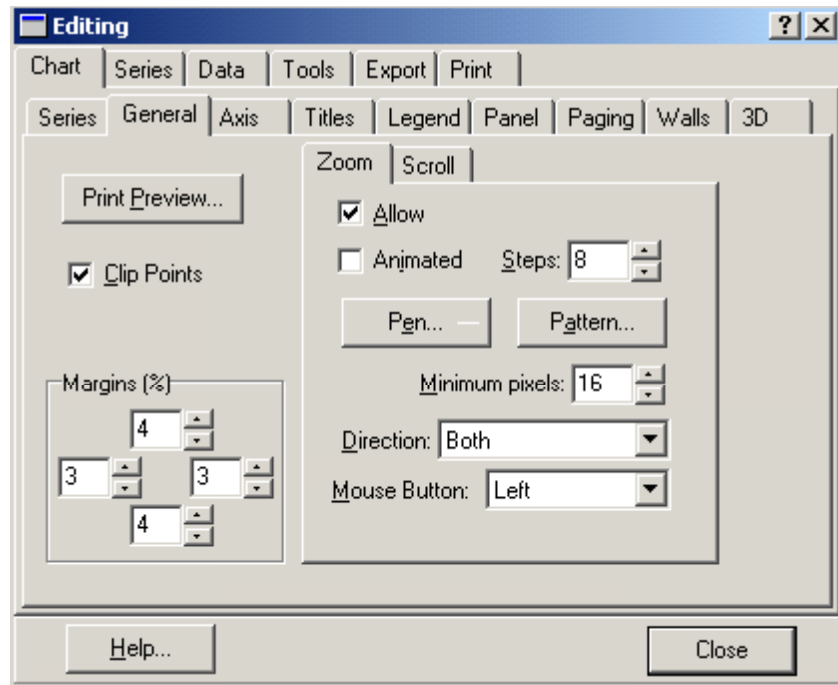 Editing
Chart Series Data Tools Export Print
Series General Axis Titles Legend Panel Paging Walls 3D
Zoom Scroll
Print Preview...
Allow
Clip Points
Animated Steps: 8
Pen... Pattern...
Minimum pixels: 16
Margins (%)
4
3 3
4
Direction: Both
Mouse Button: Left
Help... Close